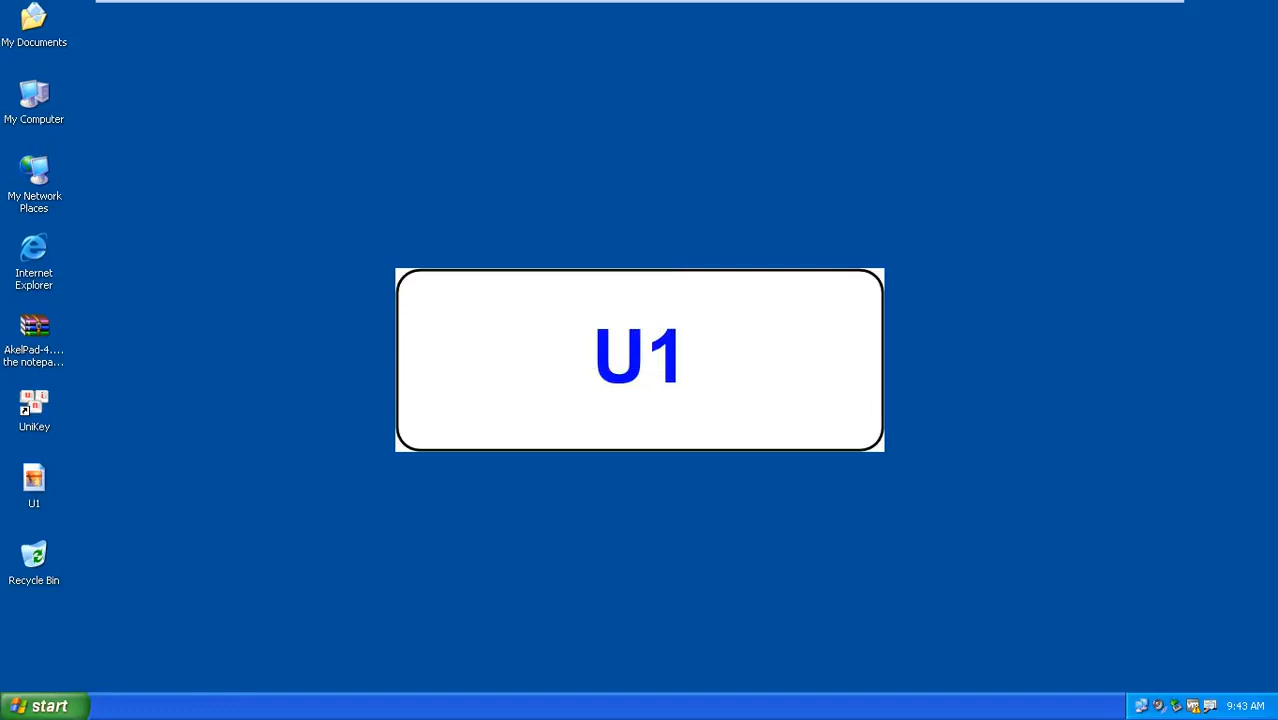 My Documents
My Computer
My Network
Places
Internet
Explorer
AkelPad-4....
the notepa...
UniKey
U1
Recycle Bin
U1
start
9:43 AM